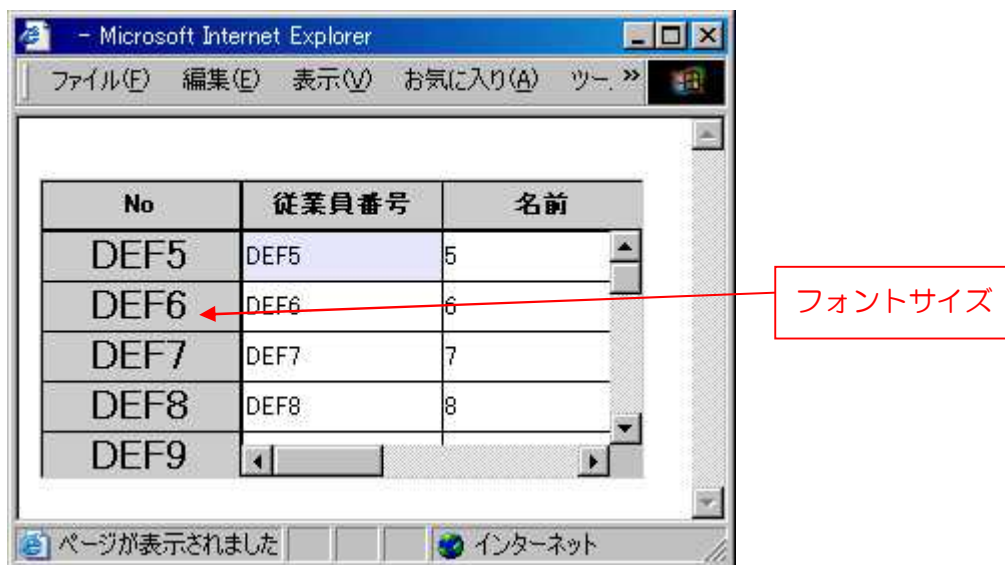 - Microsoft Internet Explorer
ファイル(F) 編集(E) 表示(V) お気に入り(A) ツー. »
No 従業員番号 名前
DEF5 DEF5 5
DEF6 DEF6 6
DEF7 DEF7 7
DEF8 DEF8 8
DEF9
フォントサイズ
ページが表示されました インターネット